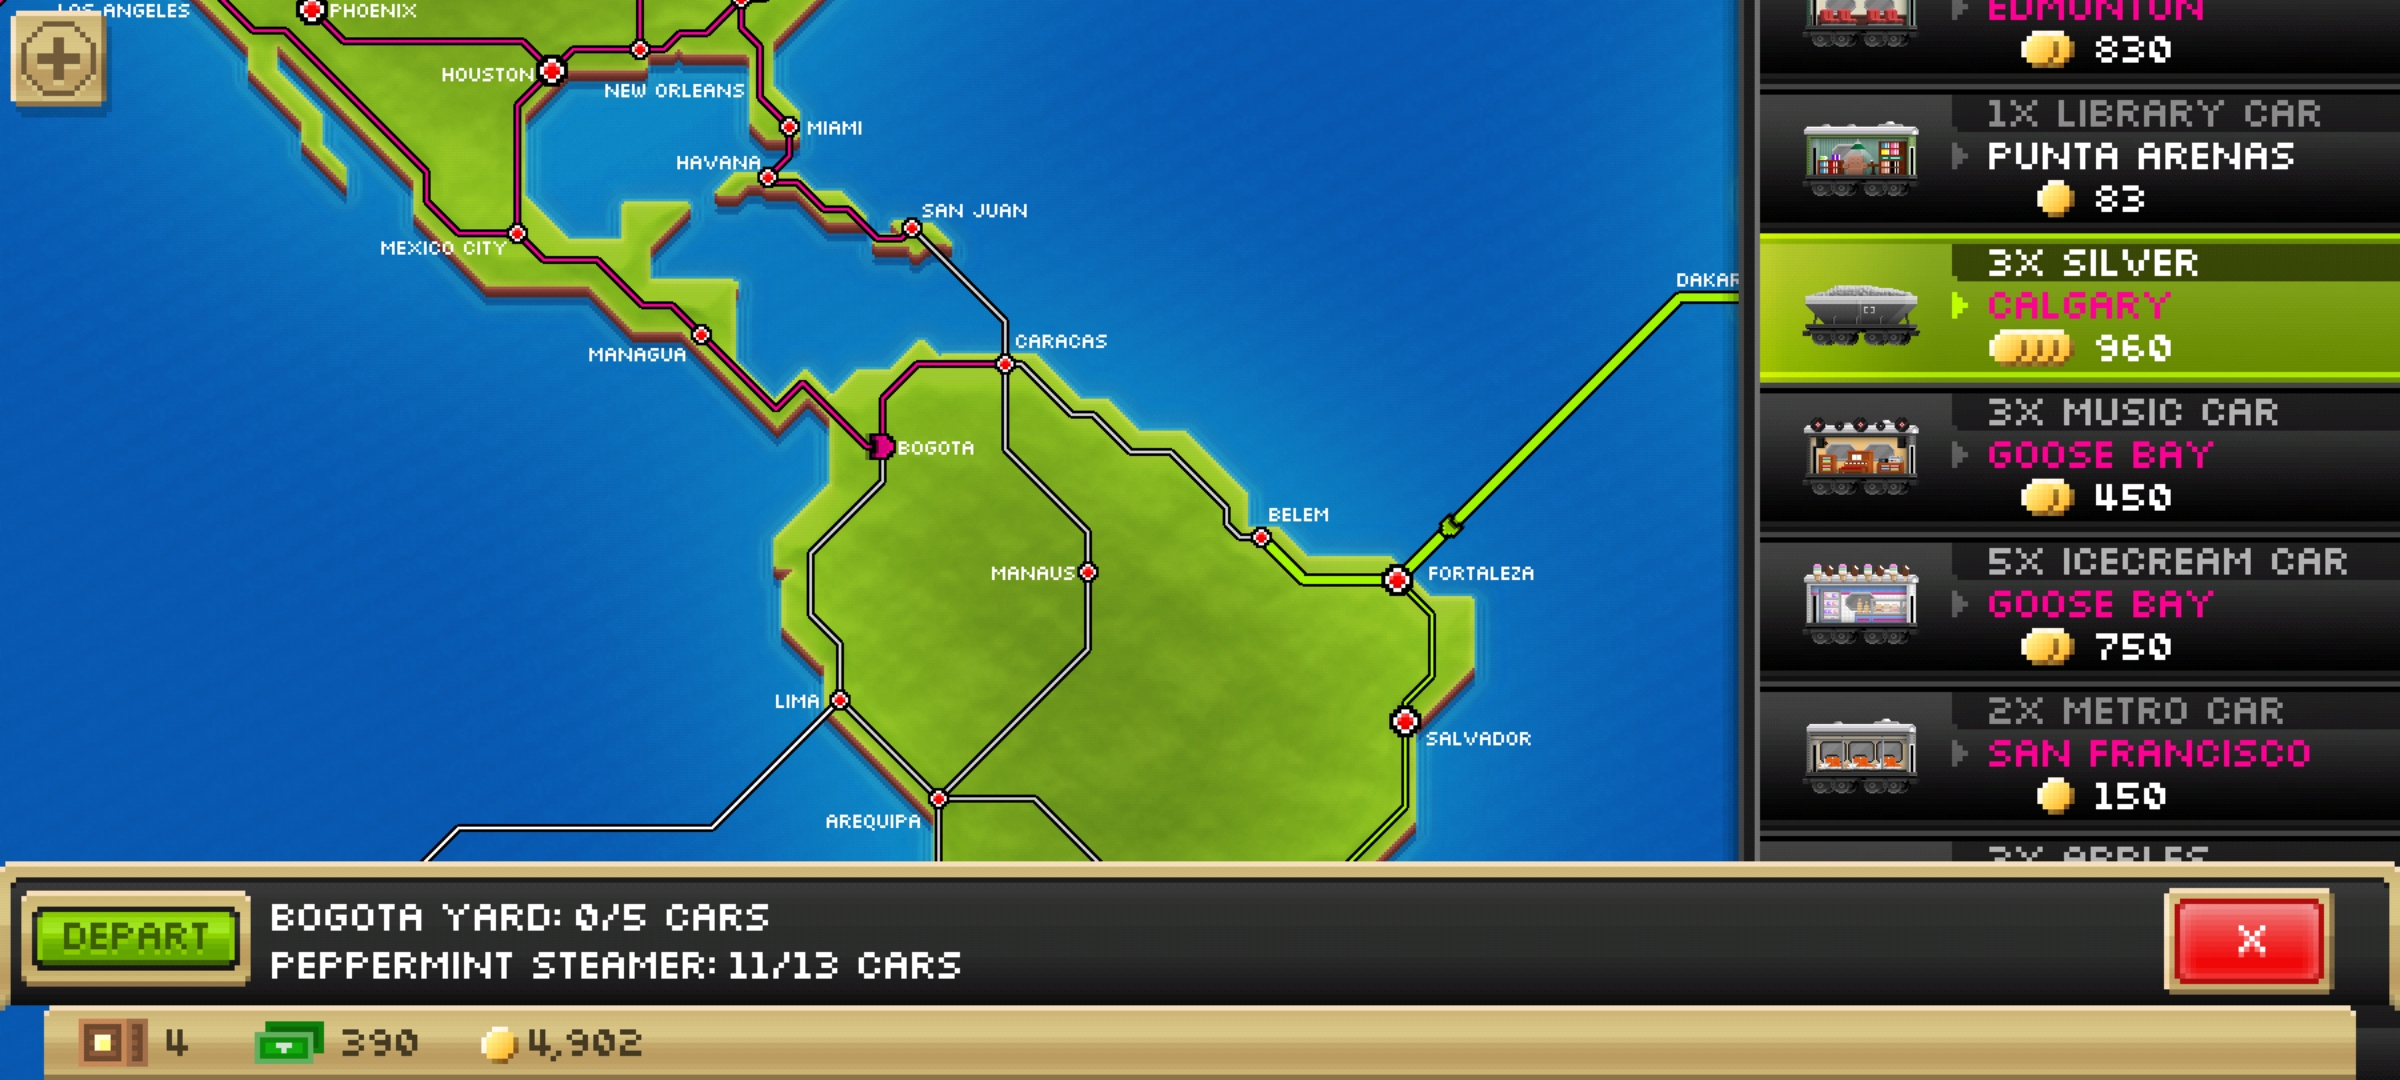 LOS ANGELES
PHOENIX
HOUSTON
NEW ORLEANS
MIAMI
HAVANA
SAN JUAN
MEXICO CITY
MANAGUA
CARACAS
DAKAR
BOGOTA
BELEM
MANAUS
FORTALEZA
LIMA
SALVADOR
AREQUIPA
EDMONTON
830
1X LIBRARY CAR
PUNTA ARENAS
83
3X SILVER
CALGARY
960
3X MUSIC CAR
GOOSE BAY
450
5X ICECREAM CAR
GOOSE BAY
750
2X METRO CAR
SAN FRANCISCO
150
DEPART
BOGOTA YARD: 0/5 CARS
PEPPERMINT STEAMER: 11/13 CARS
X
4
390
4,902